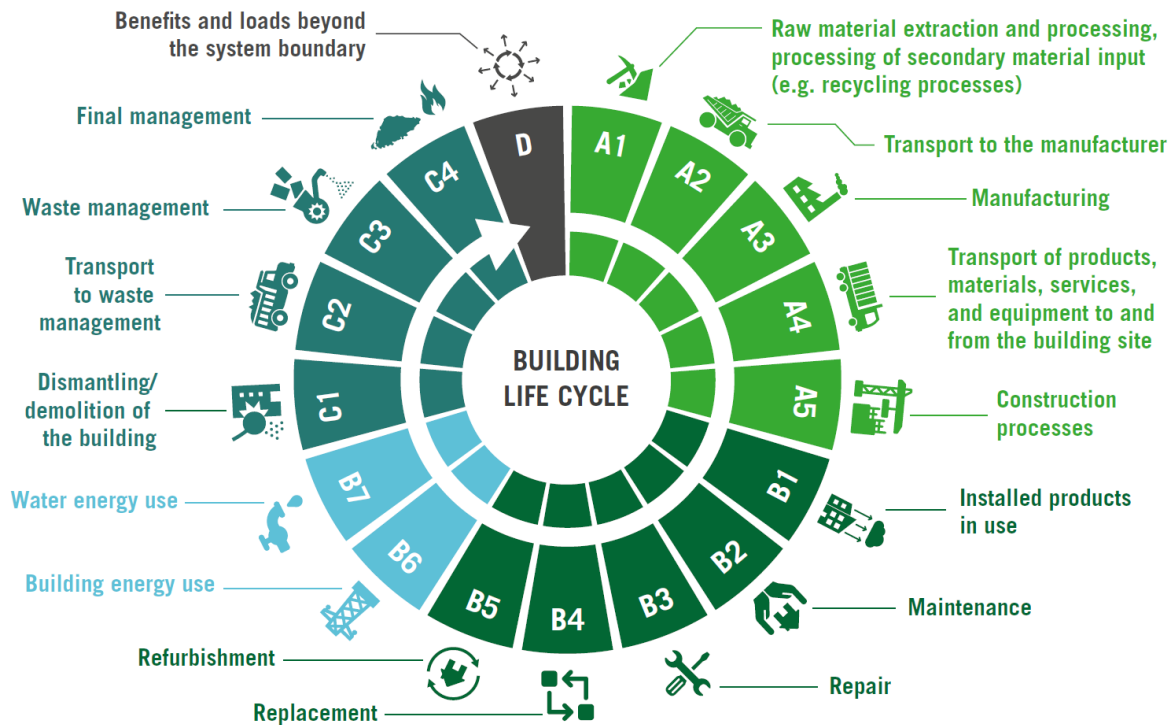 Benefits and loads beyond
the system boundary
Raw material extraction and processing,
processing of secondary material input
(e.g. recycling processes)
Final management
Transport to the manufacturer
Waste management
Manufacturing
Transport
to waste
management
Transport of products,
materials, services,
and equipment to and
from the building site
Dismantling/
demolition of
the building
Construction
processes
Water energy use
Installed products
in use
Building energy use
Maintenance
Refurbishment
Repair
Replacement
BUILDING
LIFE CYCLE
A1
A2
A3
A4
A5
B1
B2
B3
B4
B5
B6
B7
C1
C2
C3
C4
D